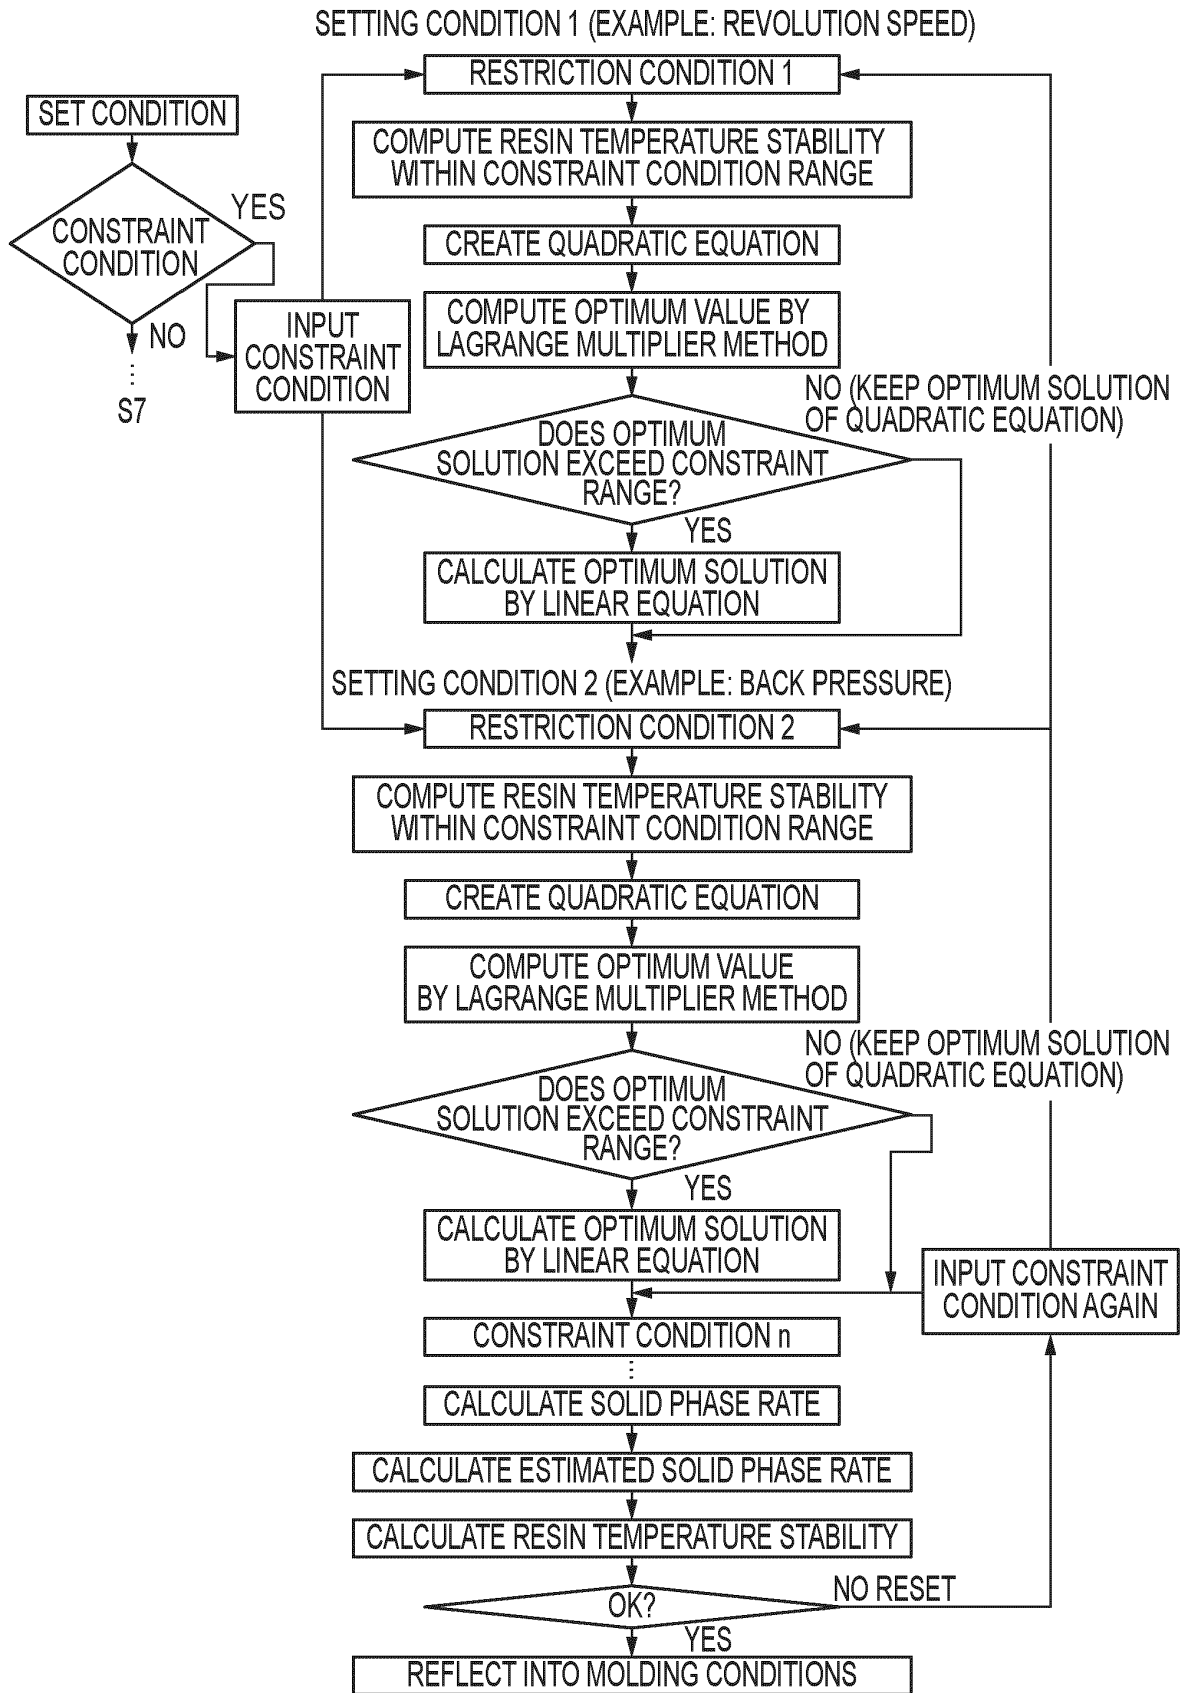 SETTING CONDITION 1 (EXAMPLE: REVOLUTION SPEED)
RESTRICTION CONDITION 1
SET CONDITION
COMPUTE RESIN TEMPERATURE STABILITY
WITHIN CONSTRAINT CONDITION RANGE
YES
CONSTRAINT
CONDITION
CREATE QUADRATIC EQUATION
NO
S7
INPUT
CONSTRAINT
CONDITION
COMPUTE OPTIMUM VALUE BY
LAGRANGE MULTIPLIER METHOD
NO (KEEP OPTIMUM SOLUTION
OF QUADRATIC EQUATION)
DOES OPTIMUM
SOLUTION EXCEED CONSTRAINT
RANGE?
YES
CALCULATE OPTIMUM SOLUTION
BY LINEAR EQUATION
SETTING CONDITION 2 (EXAMPLE: BACK PRESSURE)
RESTRICTION CONDITION 2
COMPUTE RESIN TEMPERATURE STABILITY
WITHIN CONSTRAINT CONDITION RANGE
CREATE QUADRATIC EQUATION
COMPUTE OPTIMUM VALUE
BY LAGRANGE MULTIPLIER METHOD
NO (KEEP OPTIMUM SOLUTION
OF QUADRATIC EQUATION)
DOES OPTIMUM
SOLUTION EXCEED CONSTRAINT
RANGE?
YES
CALCULATE OPTIMUM SOLUTION
BY LINEAR EQUATION
INPUT CONSTRAINT
CONDITION AGAIN
CONSTRAINT CONDITION n
CALCULATE SOLID PHASE RATE
CALCULATE ESTIMATED SOLID PHASE RATE
CALCULATE RESIN TEMPERATURE STABILITY
OK?
NO RESET
YES
REFLECT INTO MOLDING CONDITIONS